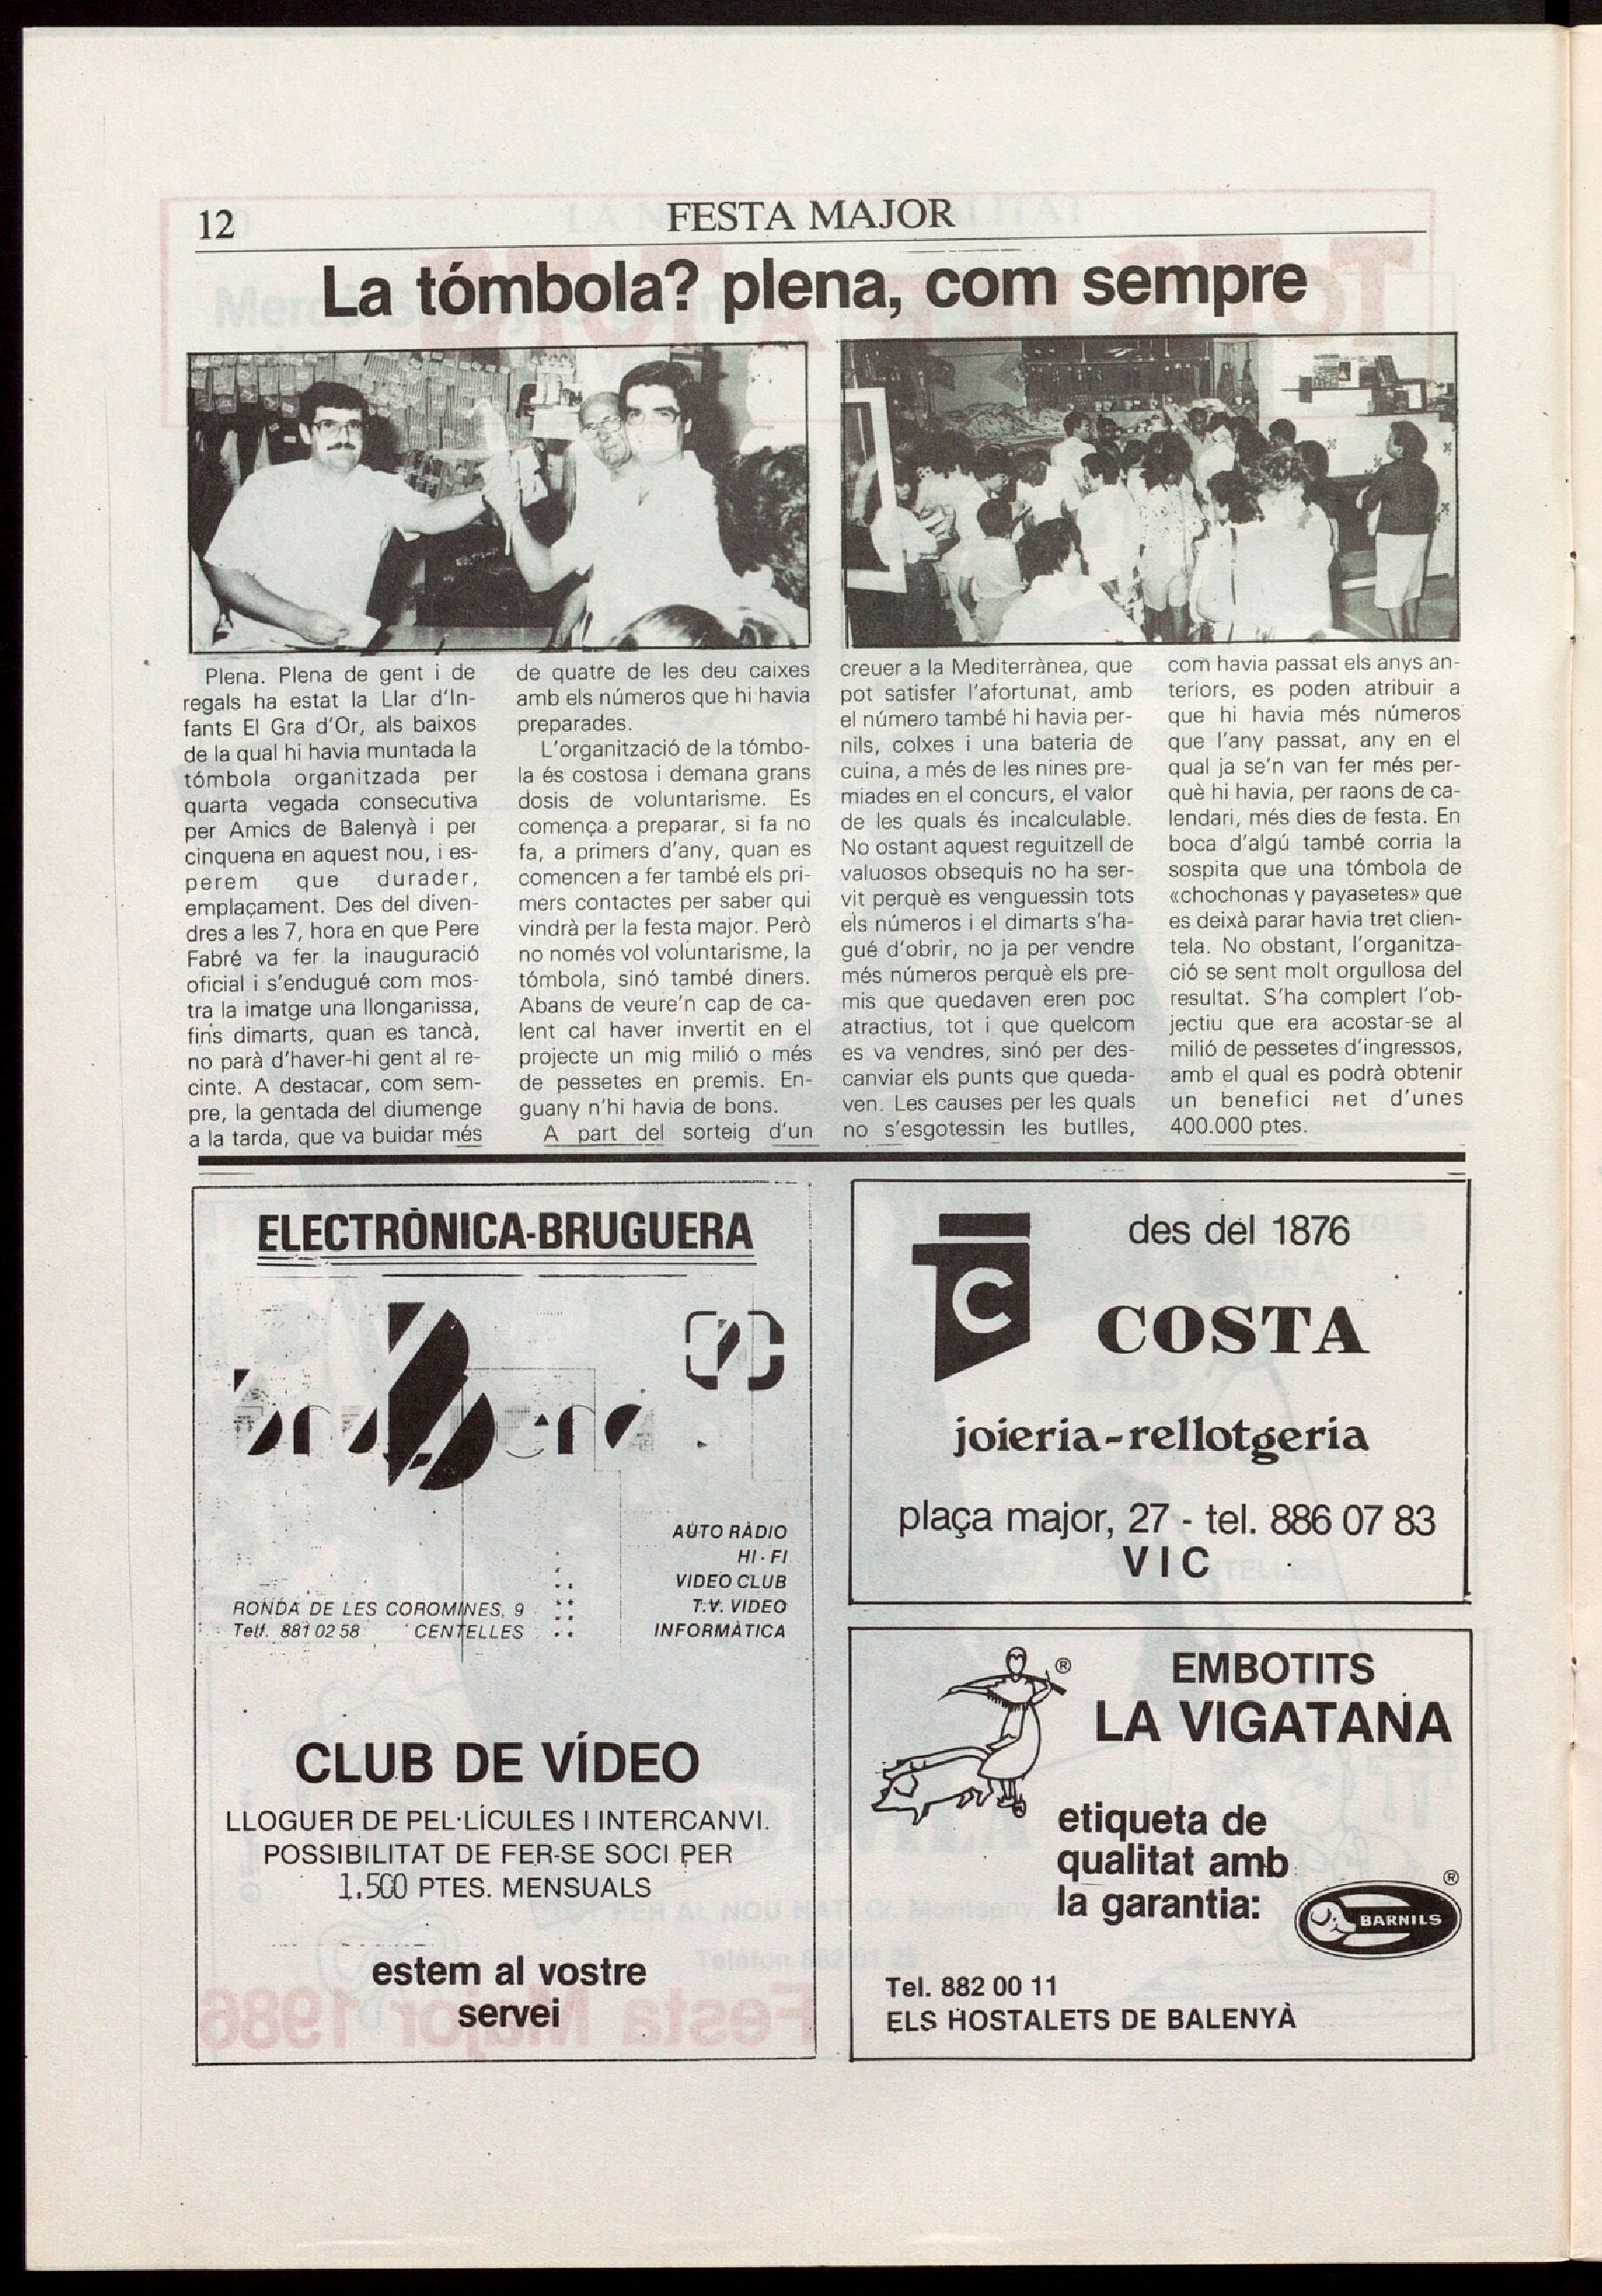 12
FESTA MAJOR
La tómbola? plena, com sempre
Plena. Plena de gent i de
regals ha estat la Llar d'In-
fants El Gra d'Or, als baixos
de la qual hi havia muntada la
tómbola organitzada per
quarta vegada consecutiva
per Amics de Balenyà i per
cinquena en aquest nou, i es-
perem que durader,
emplaçament. Des del diven-
dres a les 7, hora en que Pere
Fabré va fer la inauguració
oficial i s'endugué com mos-
tra la imatge una llonganissa,
fins dimarts, quan es tancà,
no parà d'haver-hi gent al re-
cinte. A destacar, com sem-
pre, la gentada del diumenge
a la tarda, que va buidar més
de quatre de les deu caixes
amb els números que hi havia
preparades.
L'organització de la tómbo-
la és costosa i demana grans
dosis de voluntarisme. Es
comença a preparar, si fa no
fa, a primers d'any, quan es
comencen a fer també els pri-
mers contactes per saber qui
vindrà per la festa major. Però
no només vol voluntarisme, la
tómbola, sinó també diners.
Abans de veure'n cap de ca-
lent cal haver invertit en el
projecte un mig milió o més
de pessetes en premis. En-
guany n'hi havia de bons.
A part del sorteig d'un
creuer a la Mediterrànea, que
pot satisfer l'afortunat, amb
el número també hi havia per-
nils, colxes i una bateria de
cuina, a més de les nines pre-
miades en el concurs, el valor
de les quals és incalculable.
No ostant aquest reguitzell de
valuosos obsequis no ha ser-
vit perquè es venguessin tots
els números i el dimarts s'ha-
gué d'obrir, no ja per vendre
més números perquè els pre-
mis que quedaven eren poc
atractius, tot i que quelcom
es va vendres, sinó per des-
canviar els punts que queda-
ven. Les causes per les quals
no s'esgotessin les butlles,
com havia passat els anys an-
teriors, es poden atribuir a
que hi havia més números
que l'any passat, any en el
qual ja se'n van fer més per-
què hi havia, per raons de ca-
lendari, més dies de festa. En
boca d'algú també corria la
sospita que una tómbola de
«chochonas y payasetes» que
es deixà parar havia tret clien-
tela. No obstant, l'organitza-
ció se sent molt orgullosa del
resultat. S'ha complert l'ob-
jectiu que era acostar-se al
milió de pessetes d'ingressos,
amb el qual es podrà obtenir
un benefici net d'unes
400.000 ptes.
ELECTRÒNICA-BRUGUERA
AUTO RÀDIO
HI-FI
VIDEO CLUB
T.V. VIDEO
INFORMÀTICA
RONDA DE LES COROMINES, 9
Telf. 881 02 58 CENTELLES
CLUB DE VÍDEO
LLOGUER DE PEL·LÍCULES I INTERCANVI.
POSSIBILITAT DE FER-SE SOCI PER
1.500 PTES. MENSUALS
estem al vostre
servei
C
des del 1876
COSTA
joieria-rellotgeria
plaça major, 27 - tel. 886 07 83
VIC
®
EMBOTITS
LA VIGATANA
etiqueta de
qualitat amb
la garantia:
®
BARNILS
Tel. 882 00 11
ELS HOSTALETS DE BALENYÀ